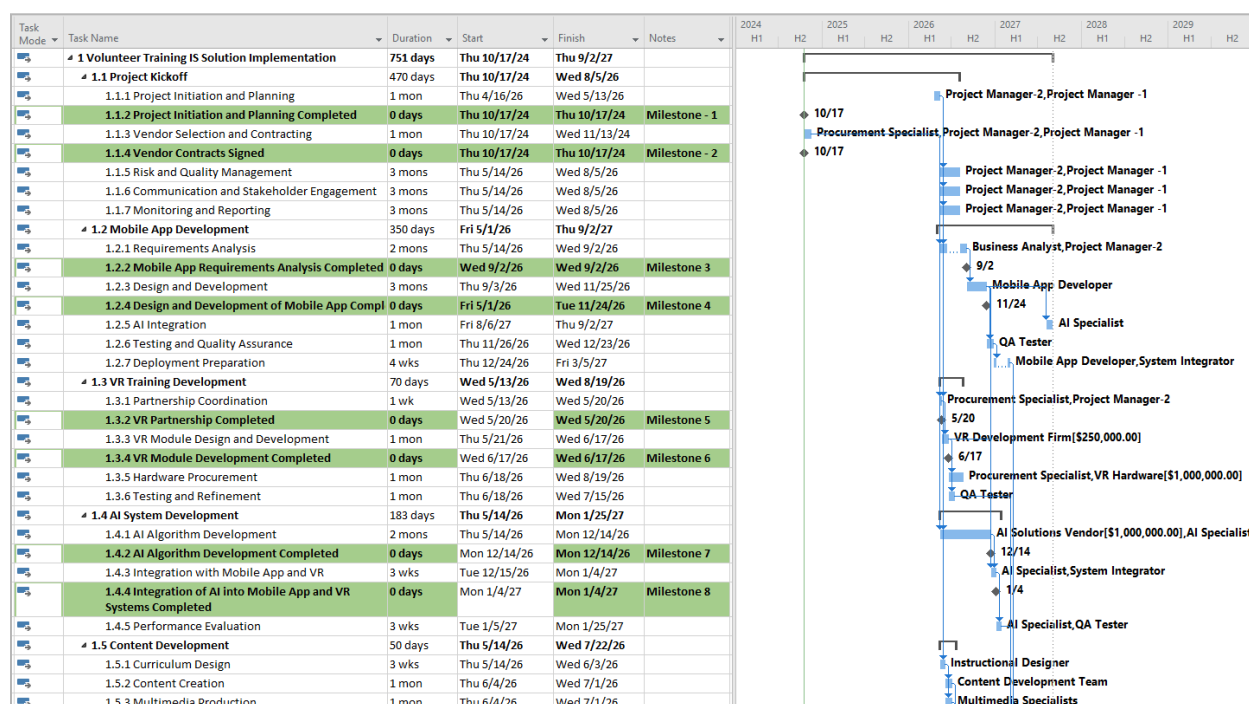 Task Mode Task Name Duration Start Finish Notes 2024 2025 2026 2027 2028 2029
H1 H2 H1 H2 H1 H2 H1 H2 H1 H2 H1 H2
1 Volunteer Training IS Solution Implementation 751 days Thu 10/17/24 Thu 9/2/27
1.1 Project Kickoff 470 days Thu 10/17/24 Wed 8/5/26
1.1.1 Project Initiation and Planning 1 mon Thu 4/16/26 Wed 5/13/26 Project Manager-2,Project Manager -1
1.1.2 Project Initiation and Planning Completed 0 days Thu 10/17/24 Thu 10/17/24 Milestone - 1 10/17
1.1.3 Vendor Selection and Contracting 1 mon Thu 10/17/24 Wed 11/13/24 Procurement Specialist,Project Manager-2,Project Manager -1
1.1.4 Vendor Contracts Signed 0 days Thu 10/17/24 Thu 10/17/24 Milestone - 2 10/17
1.1.5 Risk and Quality Management 3 mons Thu 5/14/26 Wed 8/5/26 Project Manager-2,Project Manager -1
1.1.6 Communication and Stakeholder Engagement 3 mons Thu 5/14/26 Wed 8/5/26 Project Manager-2,Project Manager -1
1.1.7 Monitoring and Reporting 3 mons Thu 5/14/26 Wed 8/5/26 Project Manager-2,Project Manager -1
1.2 Mobile App Development 350 days Fri 5/1/26 Thu 9/2/27
1.2.1 Requirements Analysis 2 mons Thu 5/14/26 Wed 9/2/26 Business Analyst,Project Manager-2
1.2.2 Mobile App Requirements Analysis Completed 0 days Wed 9/2/26 Wed 9/2/26 Milestone 3 9/2
1.2.3 Design and Development 3 mons Thu 9/3/26 Wed 11/25/26 Mobile App Developer
1.2.4 Design and Development of Mobile App Compl 0 days Fri 5/1/26 Tue 11/24/26 Milestone 4 11/24
1.2.5 AI Integration 1 mon Fri 8/6/27 Thu 9/2/27 AI Specialist
1.2.6 Testing and Quality Assurance 1 mon Thu 11/26/26 Wed 12/23/26 QA Tester
1.2.7 Deployment Preparation 4 wks Thu 12/24/26 Fri 3/5/27 Mobile App Developer,System Integrator
1.3 VR Training Development 70 days Wed 5/13/26 Wed 8/19/26
1.3.1 Partnership Coordination 1 wk Wed 5/13/26 Wed 5/20/26 Procurement Specialist,Project Manager-2
1.3.2 VR Partnership Completed 0 days Wed 5/20/26 Wed 5/20/26 Milestone 5 5/20
1.3.3 VR Module Design and Development 1 mon Thu 5/21/26 Wed 6/17/26 VR Development Firm[$250,000.00]
1.3.4 VR Module Development Completed 0 days Wed 6/17/26 Wed 6/17/26 Milestone 6 6/17
1.3.5 Hardware Procurement 1 mon Thu 6/18/26 Wed 8/19/26 Procurement Specialist,VR Hardware[$1,000,000.00]
1.3.6 Testing and Refinement 1 mon Thu 6/18/26 Wed 7/15/26 QA Tester
1.4 AI System Development 183 days Thu 5/14/26 Mon 1/25/27
1.4.1 AI Algorithm Development 2 mons Thu 5/14/26 Mon 12/14/26 AI Solutions Vendor[$1,000,000.00],AI Specialist
1.4.2 AI Algorithm Development Completed 0 days Mon 12/14/26 Mon 12/14/26 Milestone 7 12/14
1.4.3 Integration with Mobile App and VR 3 wks Tue 12/15/26 Mon 1/4/27 AI Specialist,System Integrator
1.4.4 Integration of AI into Mobile App and VR Systems Completed 0 days Mon 1/4/27 Mon 1/4/27 Milestone 8 1/4
1.4.5 Performance Evaluation 3 wks Tue 1/5/27 Mon 1/25/27 AI Specialist,QA Tester
1.5 Content Development 50 days Thu 5/14/26 Wed 7/22/26
1.5.1 Curriculum Design 3 wks Thu 5/14/26 Wed 6/3/26 Instructional Designer
1.5.2 Content Creation 1 mon Thu 6/4/26 Wed 7/1/26 Content Development Team
1.5.3 Multimedia Production 1 mon Thu 6/4/26 Wed 7/1/26 Multimedia Specialists